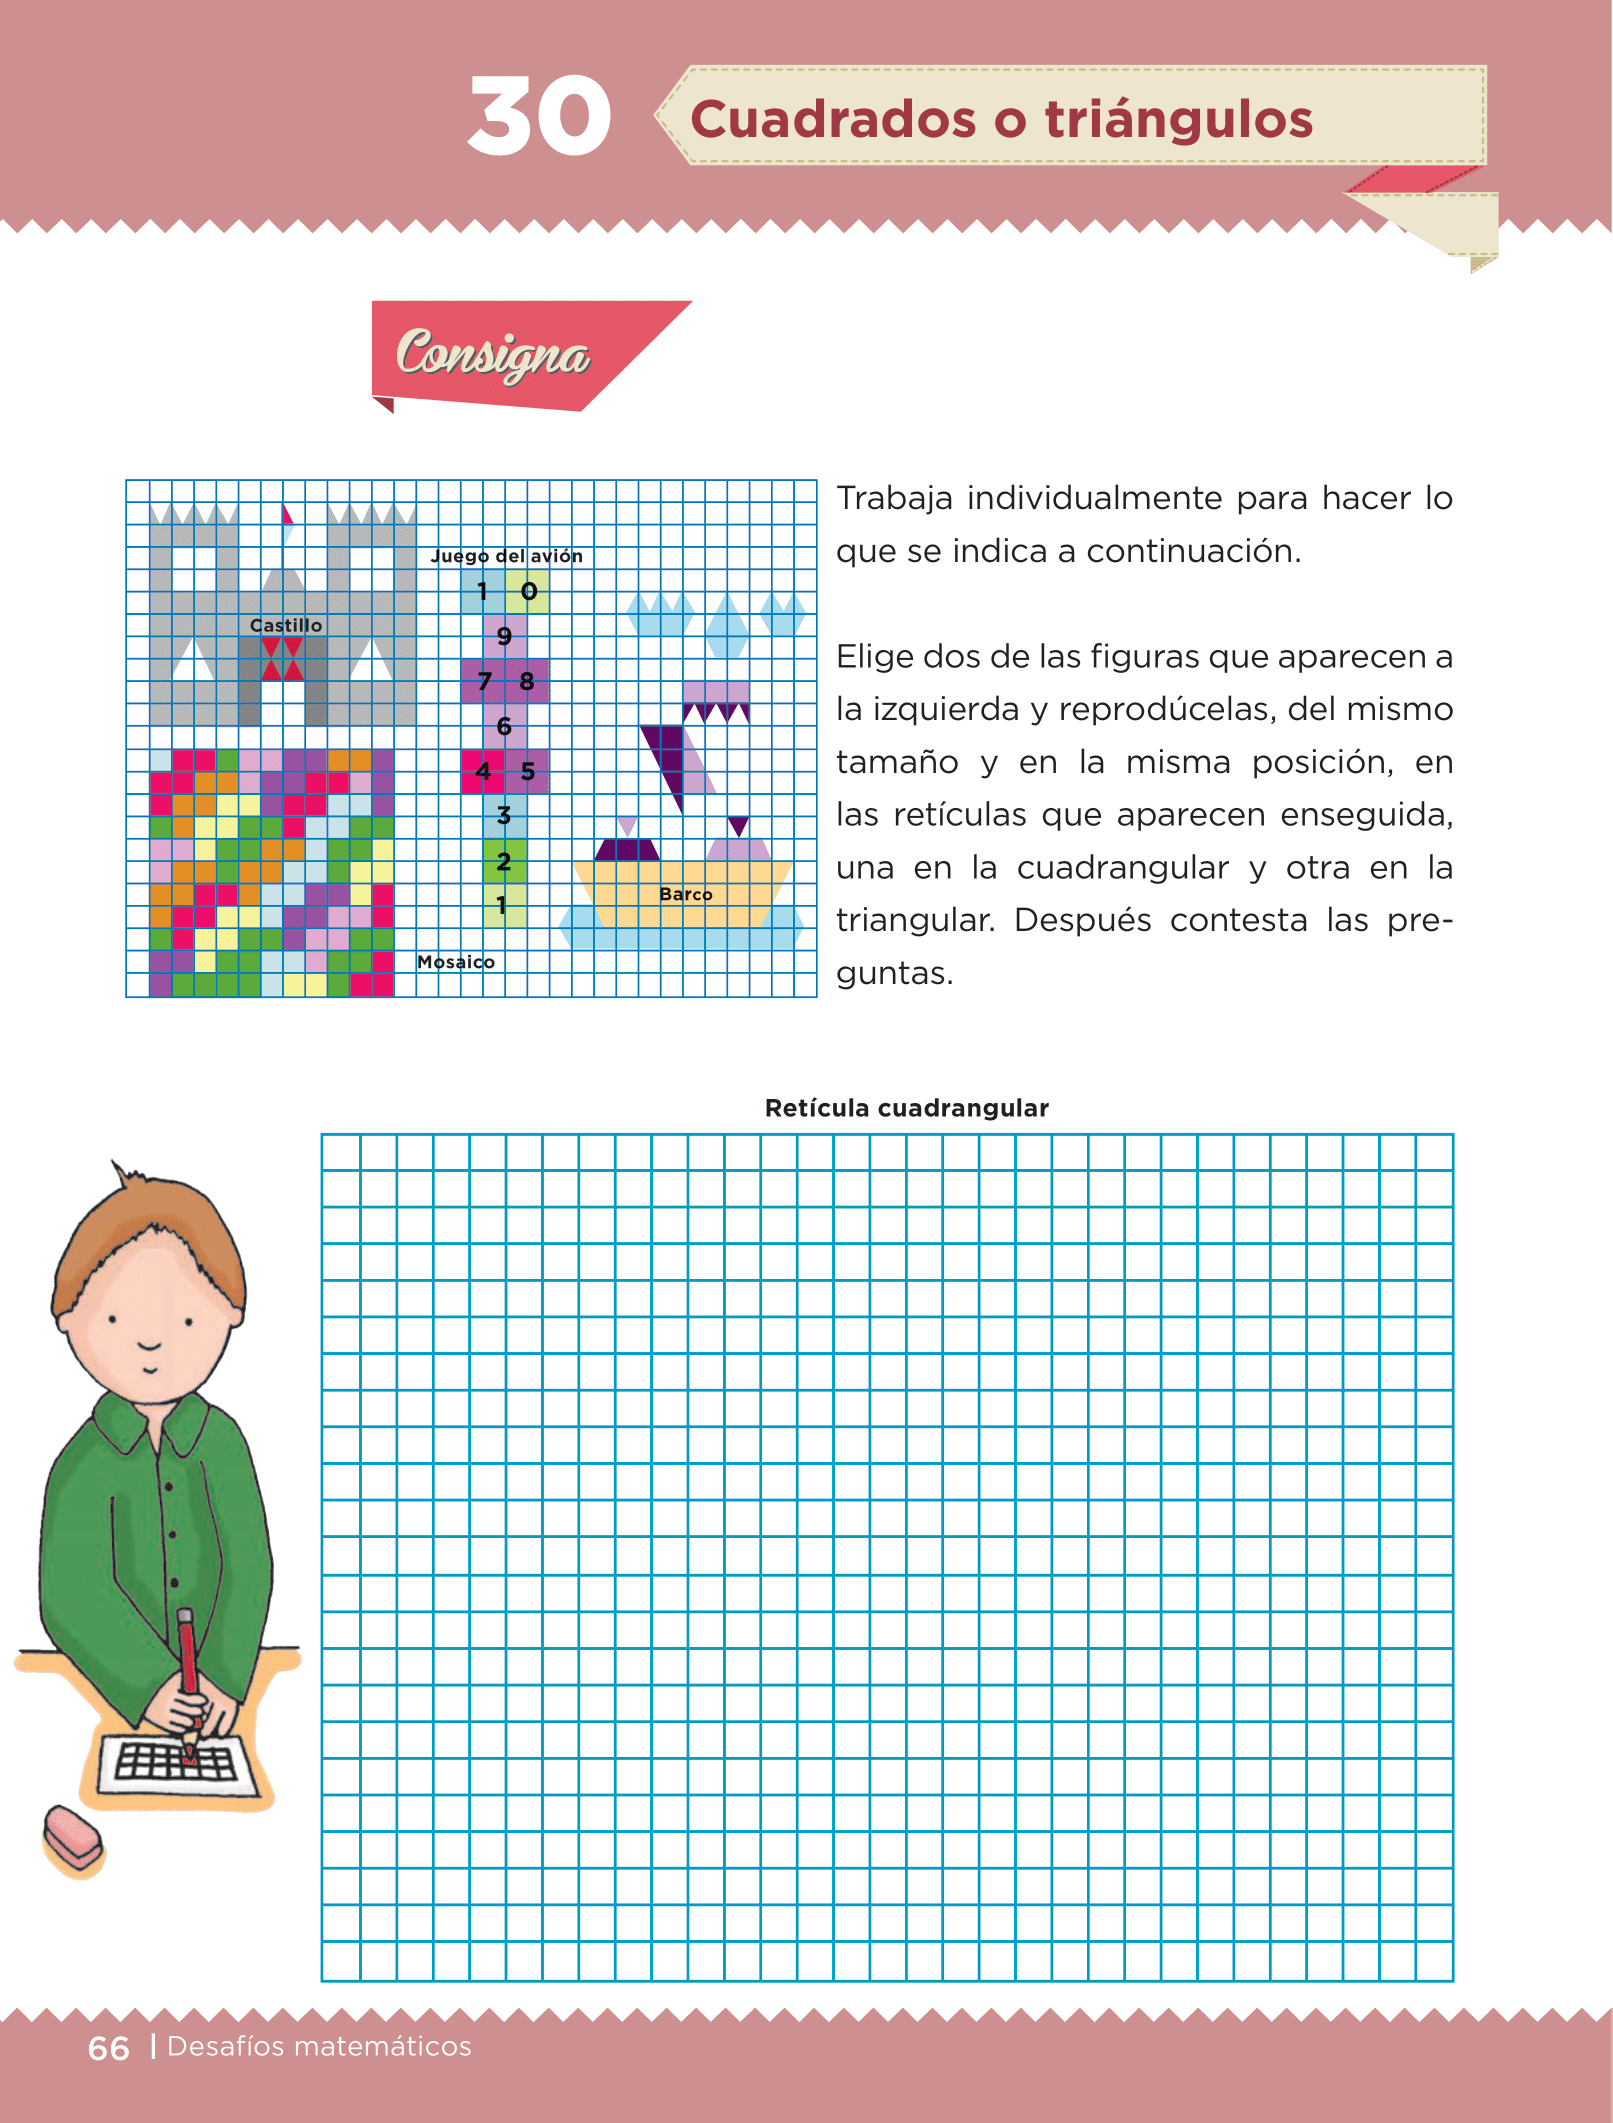 30
Cuadrados o triángulos
Consigna
Trabaja individualmente para hacer lo
que se indica a continuación.
Elige dos de las figuras que aparecen a
la izquierda y reprodúcelas, del mismo
tamaño y en la misma posición, en
las retículas que aparecen enseguida,
una en la cuadrangular y otra en la
triangular. Después contesta las pre-
guntas.
Juego del avión
1 0
9
7 8
6
4 5
3
2
1
Castillo
Barco
Mosaico
Retícula cuadrangular
66 | Desafíos matemáticos